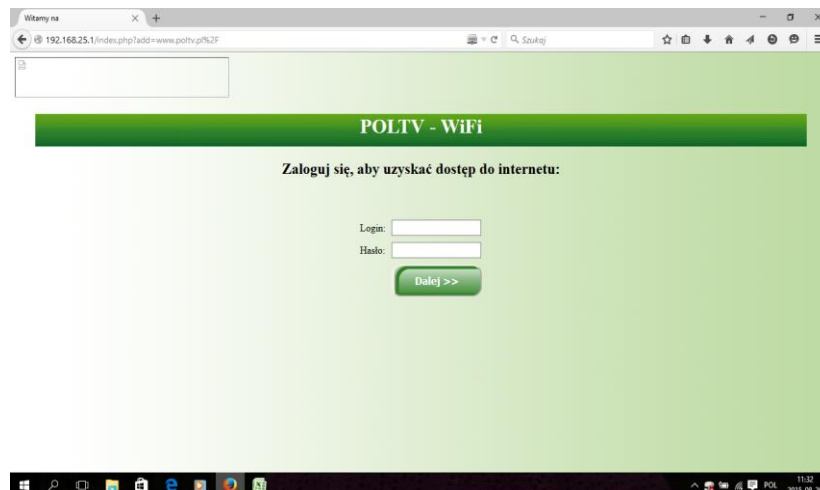 Witamy na
192.168.25.1/index.php?add=www.poltv.pl%2F
Szukaj
POLTV - WiFi
Zaloguj się, aby uzyskać dostęp do internetu:
Login:
Hasło:
Dalej >>
POL
11:32